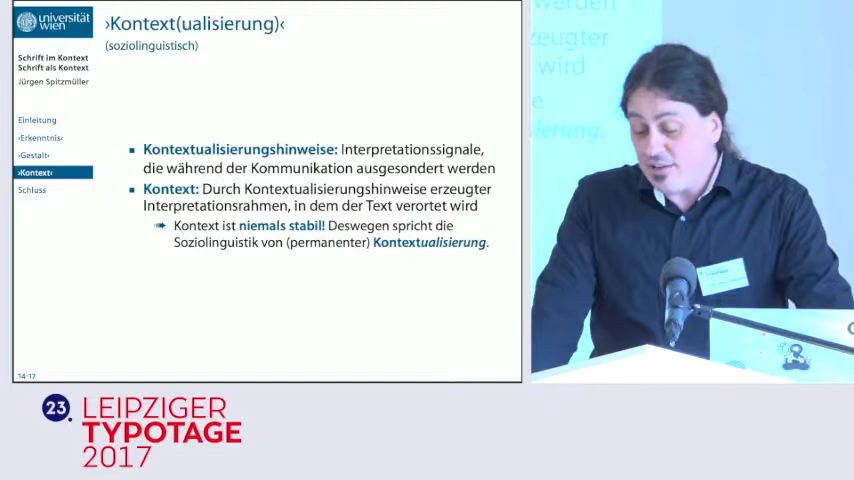 universität
wien
Schrift im Kontext
Schrift als Kontext
Jürgen Spitzmüller
Einleitung
›Erkenntnis‹
›Gestalt‹
›Kontext‹
Schluss
14-17
›Kontext(ualisierung)‹
(soziolinguistisch)
Kontextualisierungshinweise: Interpretationssignale,
die während der Kommunikation ausgesondert werden
Kontext: Durch Kontextualisierungshinweise erzeugter
Interpretationsrahmen, in dem der Text verortet wird
Kontext ist niemals stabil! Deswegen spricht die
Soziolinguistik von (permanenter) Kontextualisierung.
werden
zeugter
wird
e
ierung.
23.
LEIPZIGER
TYPOTAGE
2017